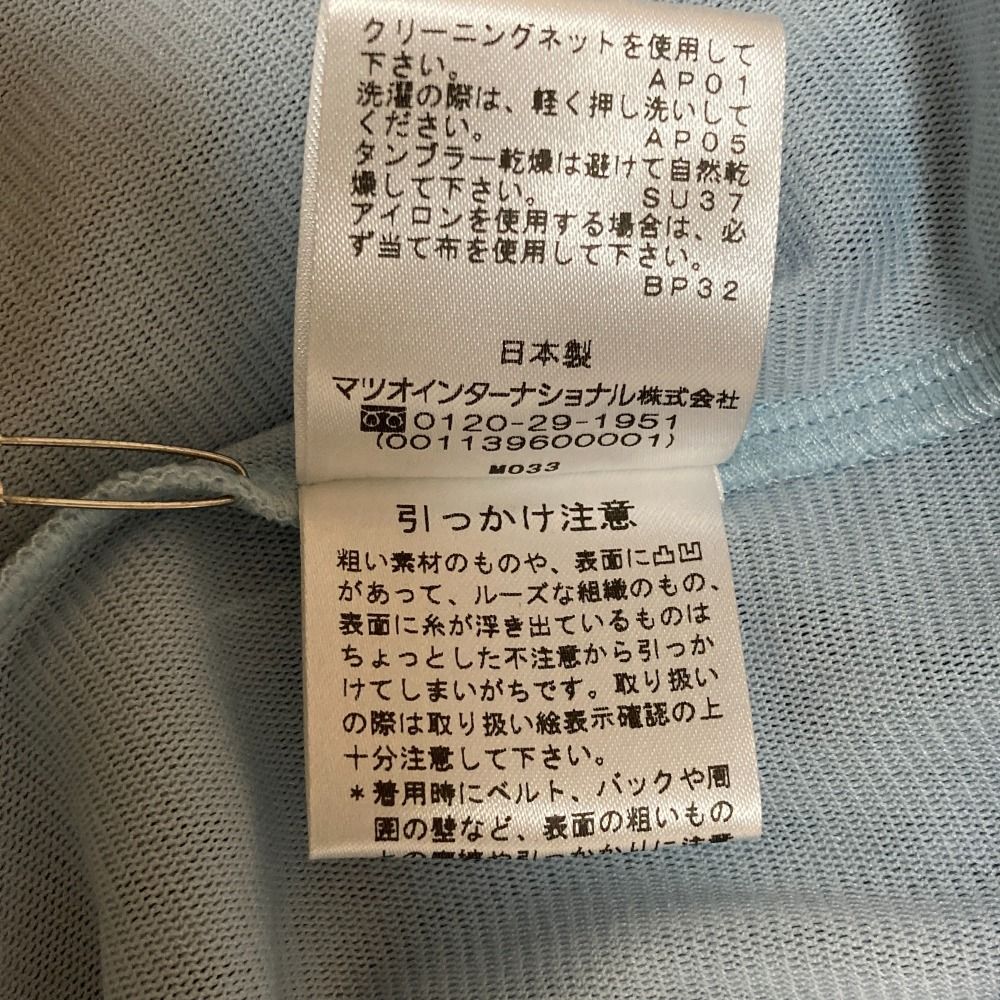 クリーニングネットを使用して
下さい。 AP01
洗濯の際は、軽く押し洗いして
ください。 AP05
タンブラー乾燥は避けて自然乾
燥して下さい。 SU37
アイロンを使用する場合は、必
ず当て布を使用して下さい。
BP32
日本製
マツオインターナショナル株式会社
0120-29-1951
(001139600001)
M033
引っかけ注意
粗い素材のものや、表面に凸凹
があって、ルーズな組織のもの、
表面に糸が浮き出ているものは
ちょっとした不注意から引っか
けてしまいがちです。取り扱い
の際は取り扱い絵表示確認の上
十分注意して下さい。
*着用時にベルト、バックや周
囲の壁など、表面の粗いもの